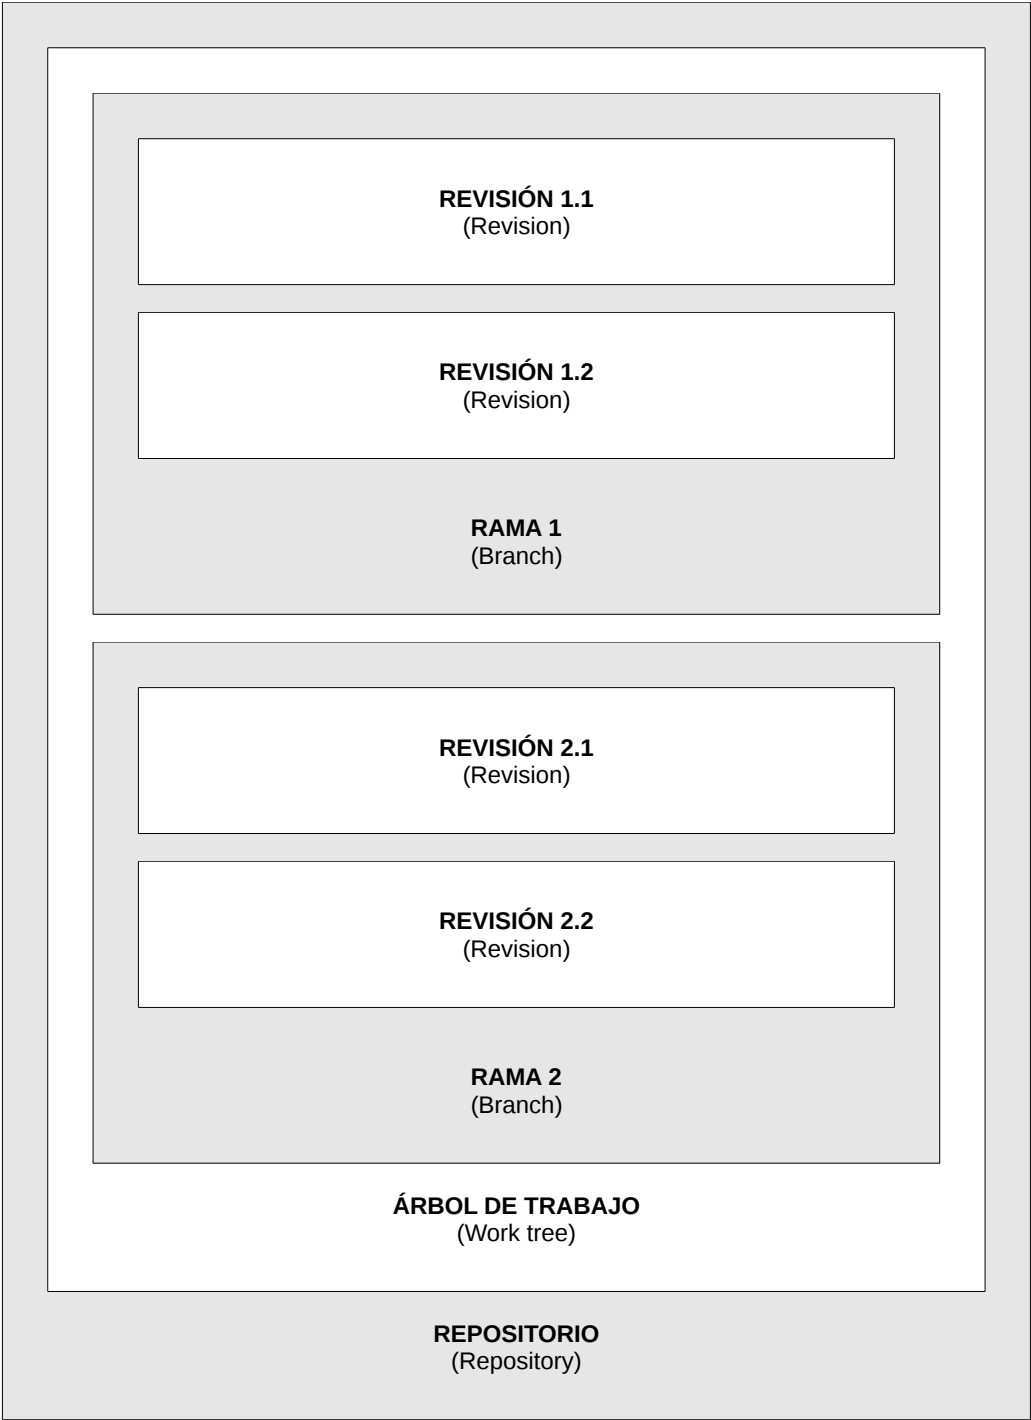 REVISIÓN 1.1
(Revision)
REVISIÓN 1.2
(Revision)
RAMA 1
(Branch)
REVISIÓN 2.1
(Revision)
REVISIÓN 2.2
(Revision)
RAMA 2
(Branch)
ÁRBOL DE TRABAJO
(Work tree)
REPOSITORIO
(Repository)